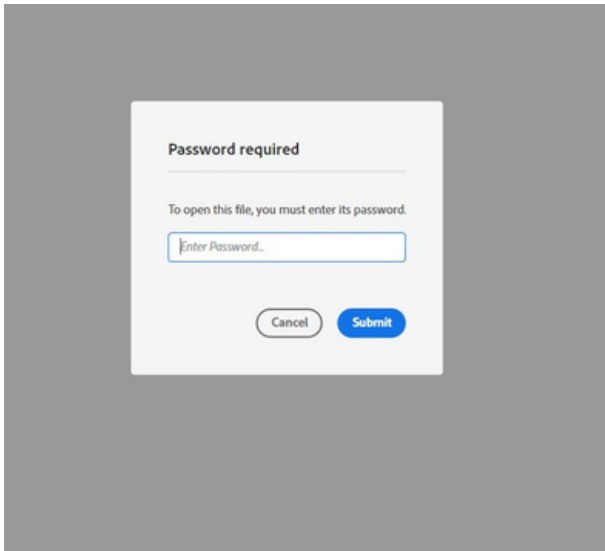 Password required
To open this file, you must enter its password.
Enter Password...
Cancel
Submit